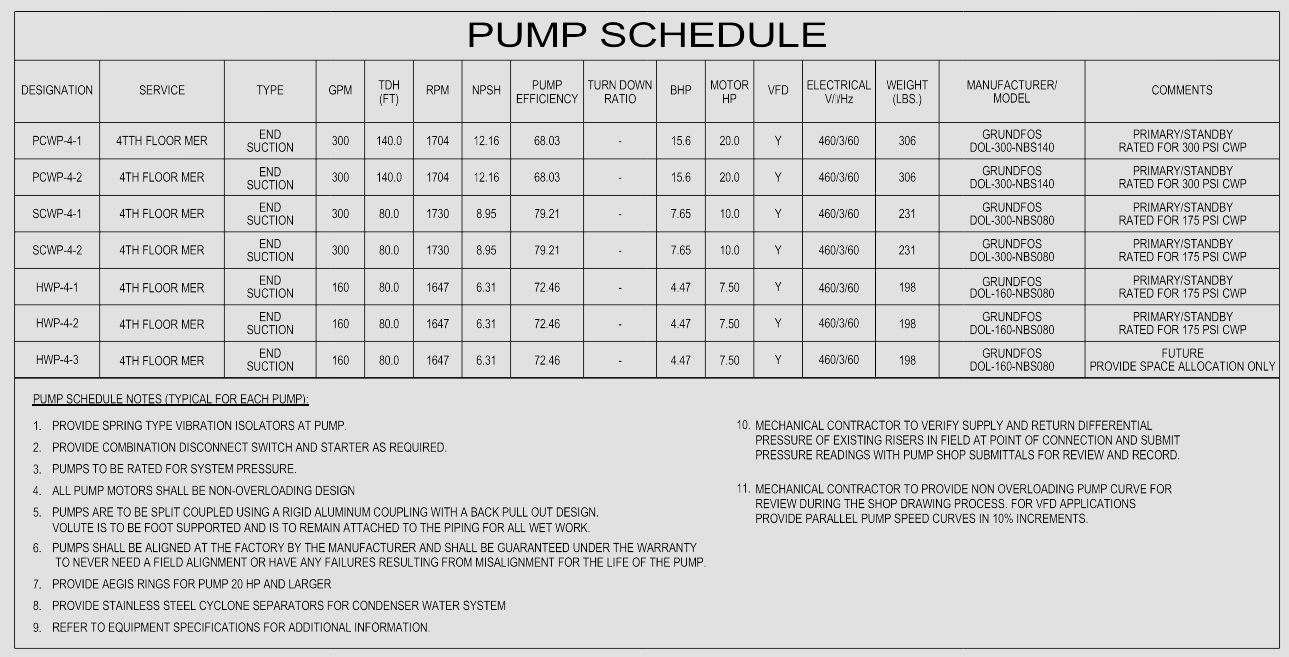 PUMP SCHEDULE
DESIGNATION SERVICE TYPE GPM TDH (FT) RPM NPSH PUMP EFFICIENCY TURN DOWN RATIO BHP MOTOR HP VFD ELECTRICAL V/I/Hz WEIGHT (LBS.) MANUFACTURER/ MODEL COMMENTS
PCWP-4-1 4TTH FLOOR MER END SUCTION 300 140.0 1704 12.16 68.03 - 15.6 20.0 Y 460/3/60 306 GRUNDFOS DOL-300-NBS140 PRIMARY/STANDBY RATED FOR 300 PSI CWP
PCWP-4-2 4TH FLOOR MER END SUCTION 300 140.0 1704 12.16 68.03 - 15.6 20.0 Y 460/3/60 306 GRUNDFOS DOL-300-NBS140 PRIMARY/STANDBY RATED FOR 300 PSI CWP
SCWP-4-1 4TH FLOOR MER END SUCTION 300 80.0 1730 8.95 79.21 - 7.65 10.0 Y 460/3/60 231 GRUNDFOS DOL-300-NBS080 PRIMARY/STANDBY RATED FOR 175 PSI CWP
SCWP-4-2 4TH FLOOR MER END SUCTION 300 80.0 1730 8.95 79.21 - 7.65 10.0 Y 460/3/60 231 GRUNDFOS DOL-300-NBS080 PRIMARY/STANDBY RATED FOR 175 PSI CWP
HWP-4-1 4TH FLOOR MER END SUCTION 160 80.0 1647 6.31 72.46 - 4.47 7.50 Y 460/3/60 198 GRUNDFOS DOL-160-NBS080 PRIMARY/STANDBY RATED FOR 175 PSI CWP
HWP-4-2 4TH FLOOR MER END SUCTION 160 80.0 1647 6.31 72.46 - 4.47 7.50 Y 460/3/60 198 GRUNDFOS DOL-160-NBS080 PRIMARY/STANDBY RATED FOR 175 PSI CWP
HWP-4-3 4TH FLOOR MER END SUCTION 160 80.0 1647 6.31 72.46 - 4.47 7.50 Y 460/3/60 198 GRUNDFOS DOL-160-NBS080 FUTURE PROVIDE SPACE ALLOCATION ONLY
PUMP SCHEDULE NOTES (TYPICAL FOR EACH PUMP):
1. PROVIDE SPRING TYPE VIBRATION ISOLATORS AT PUMP.
2. PROVIDE COMBINATION DISCONNECT SWITCH AND STARTER AS REQUIRED.
3. PUMPS TO BE RATED FOR SYSTEM PRESSURE.
4. ALL PUMP MOTORS SHALL BE NON-OVERLOADING DESIGN
5. PUMPS ARE TO BE SPLIT COUPLED USING A RIGID ALUMINUM COUPLING WITH A BACK PULL OUT DESIGN.
VOLUTE IS TO BE FOOT SUPPORTED AND IS TO REMAIN ATTACHED TO THE PIPING FOR ALL WET WORK.
6. PUMPS SHALL BE ALIGNED AT THE FACTORY BY THE MANUFACTURER AND SHALL BE GUARANTEED UNDER THE WARRANTY
TO NEVER NEED A FIELD ALIGNMENT OR HAVE ANY FAILURES RESULTING FROM MISALIGNMENT FOR THE LIFE OF THE PUMP.
7. PROVIDE AEGIS RINGS FOR PUMP 20 HP AND LARGER
8. PROVIDE STAINLESS STEEL CYCLONE SEPARATORS FOR CONDENSER WATER SYSTEM
9. REFER TO EQUIPMENT SPECIFICATIONS FOR ADDITIONAL INFORMATION.
10. MECHANICAL CONTRACTOR TO VERIFY SUPPLY AND RETURN DIFFERENTIAL
PRESSURE OF EXISTING RISERS IN FIELD AT POINT OF CONNECTION AND SUBMIT
PRESSURE READINGS WITH PUMP SHOP SUBMITTALS FOR REVIEW AND RECORD.
11. MECHANICAL CONTRACTOR TO PROVIDE NON OVERLOADING PUMP CURVE FOR
REVIEW DURING THE SHOP DRAWING PROCESS. FOR VFD APPLICATIONS
PROVIDE PARALLEL PUMP SPEED CURVES IN 10% INCREMENTS.